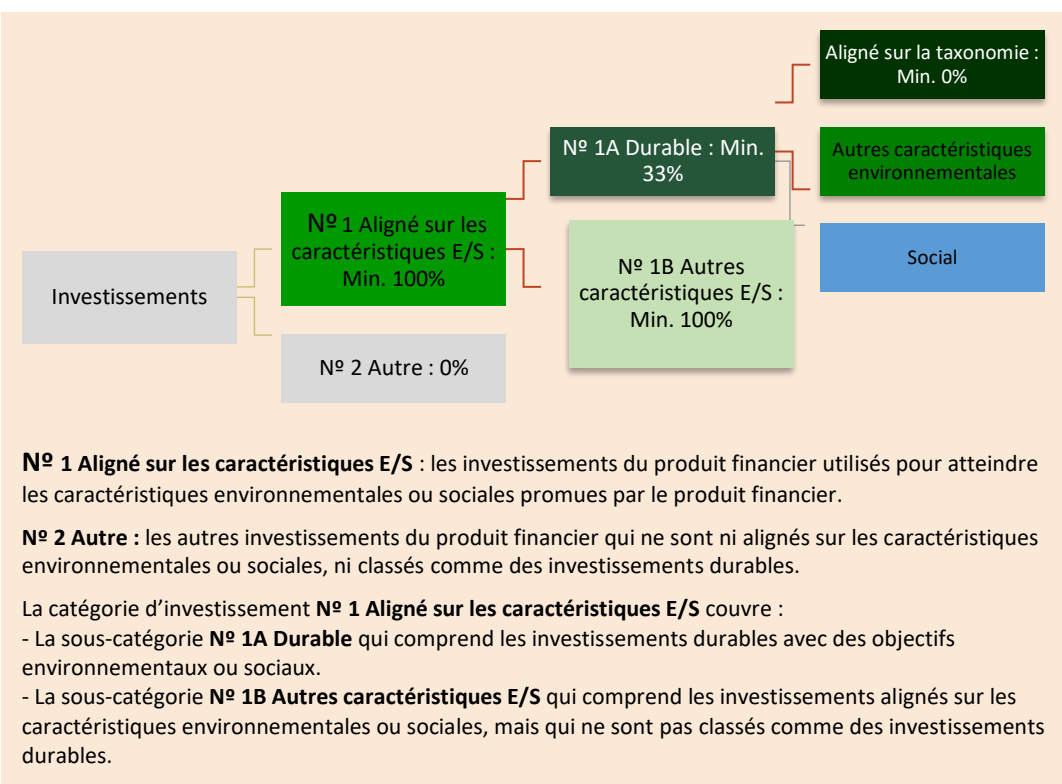 Aligné sur la taxonomie :
Min. 0%
Nº 1A Durable : Min.
33%
Autres caractéristiques
environnementales
Nº 1 Aligné sur les
caractéristiques E/S :
Min. 100%
Nº 1B Autres
caractéristiques E/S :
Min. 100%
Social
Investissements
Nº 2 Autre : 0%
Nº 1 Aligné sur les caractéristiques E/S : les investissements du produit financier utilisés pour atteindre
les caractéristiques environnementales ou sociales promues par le produit financier.
Nº 2 Autre : les autres investissements du produit financier qui ne sont ni alignés sur les caractéristiques
environnementales ou sociales, ni classés comme des investissements durables.
La catégorie d’investissement Nº 1 Aligné sur les caractéristiques E/S couvre :
- La sous-catégorie Nº 1A Durable qui comprend les investissements durables avec des objectifs
environnementaux ou sociaux.
- La sous-catégorie Nº 1B Autres caractéristiques E/S qui comprend les investissements alignés sur les
caractéristiques environnementales ou sociales, mais qui ne sont pas classés comme des investissements
durables.